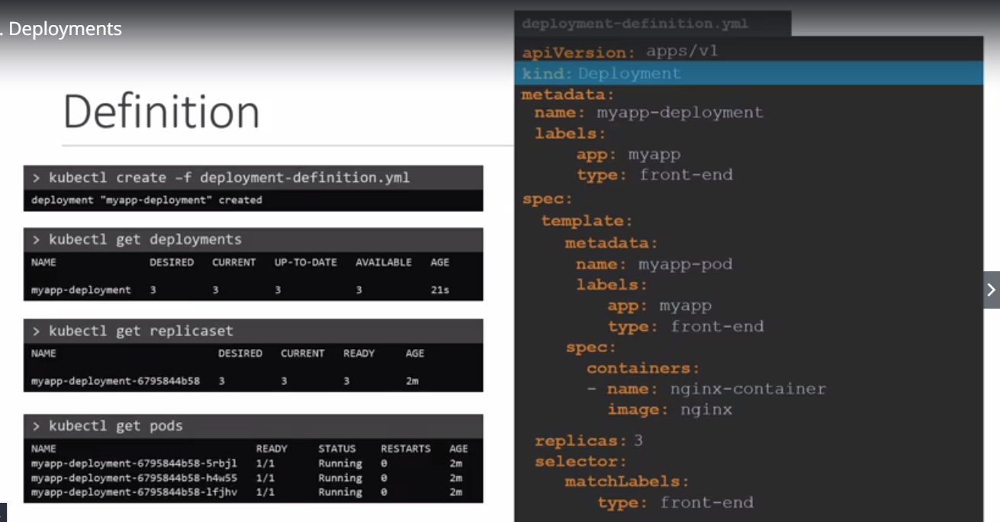 . Deployments
Definition
> kubectl create –f deployment-definition.yml
deployment "myapp-deployment" created
> kubectl get deployments
NAME DESIRED CURRENT UP-TO-DATE AVAILABLE AGE
myapp-deployment 3 3 3 3 21s
> kubectl get replicaset
NAME DESIRED CURRENT READY AGE
myapp-deployment-6795844b58 3 3 3 2m
> kubectl get pods
NAME READY STATUS RESTARTS AGE
myapp-deployment-6795844b58-5rbjl 1/1 Running 0 2m
myapp-deployment-6795844b58-h4w55 1/1 Running 0 2m
myapp-deployment-6795844b58-lfjhv 1/1 Running 0 2m
deployment-definition.yml
apiVersion: apps/v1
kind: Deployment
metadata:
name: myapp-deployment
labels:
app: myapp
type: front-end
spec:
template:
metadata:
name: myapp-pod
labels:
app: myapp
type: front-end
spec:
containers:
- name: nginx-container
image: nginx
replicas: 3
selector:
matchLabels:
type: front-end